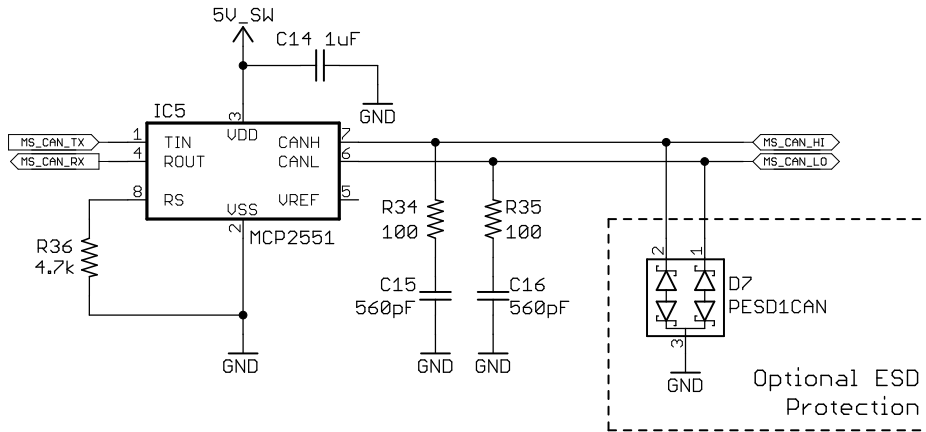 5V_SW
C14 1uF
GND
IC5
3
VDD
MS_CAN_TX
1
TIN
CANH
7
MS_CAN_HI
MS_CAN_RX
4
ROUT
CANL
6
MS_CAN_LO
8
RS
VREF
5
VSS
2
MCP2551
R36
4.7k
R34
100
R35
100
C15
560pF
C16
560pF
GND
GND
GND
2
1
D7
PESD1CAN
3
GND
Optional ESD
Protection